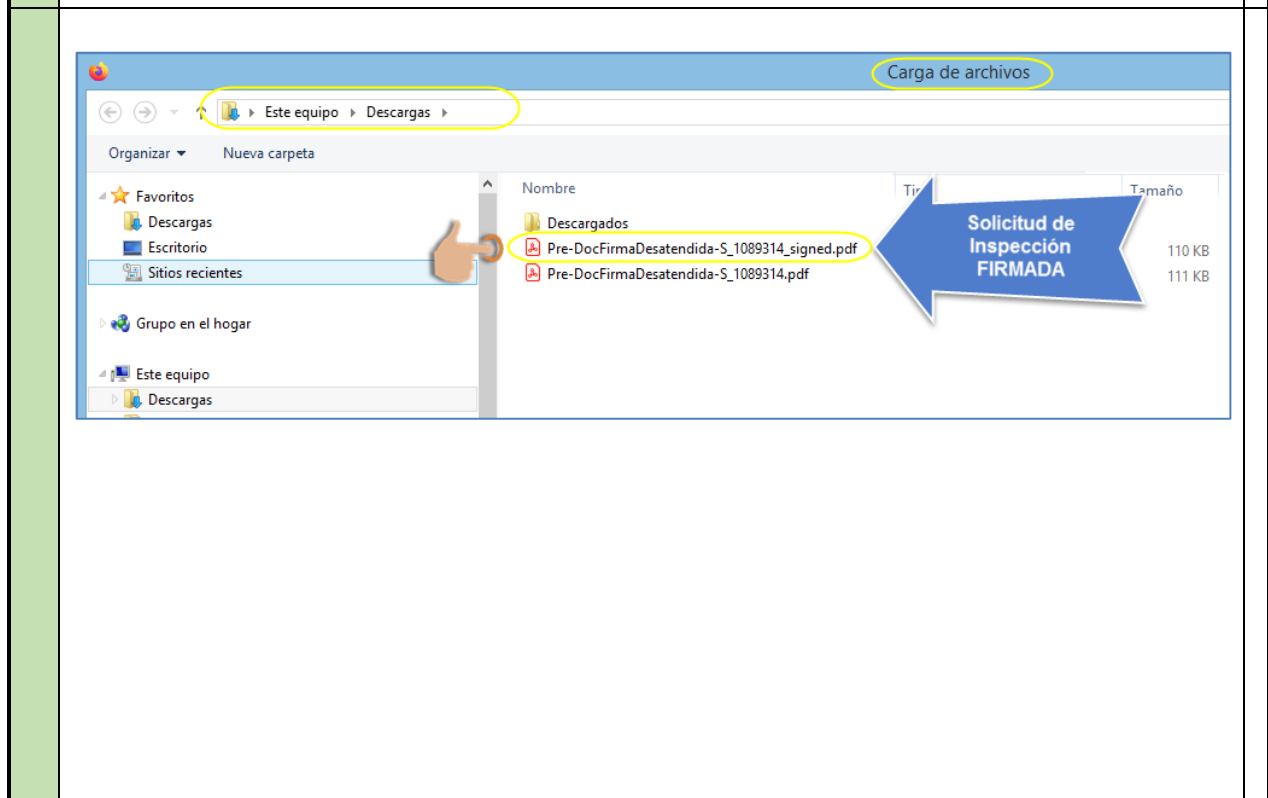 Carga de archivos
Este equipo Descargas
Organizar Nueva carpeta
Favoritos
Descargas
Escritorio
Sitios recientes
Grupo en el hogar
Este equipo
Descargas
Nombre Tamaño
Descargados
Pre-DocFirmaDesatendida-S_1089314_signed.pdf 110 KB
Pre-DocFirmaDesatendida-S_1089314.pdf 111 KB
Solicitud de
Inspección
FIRMADA